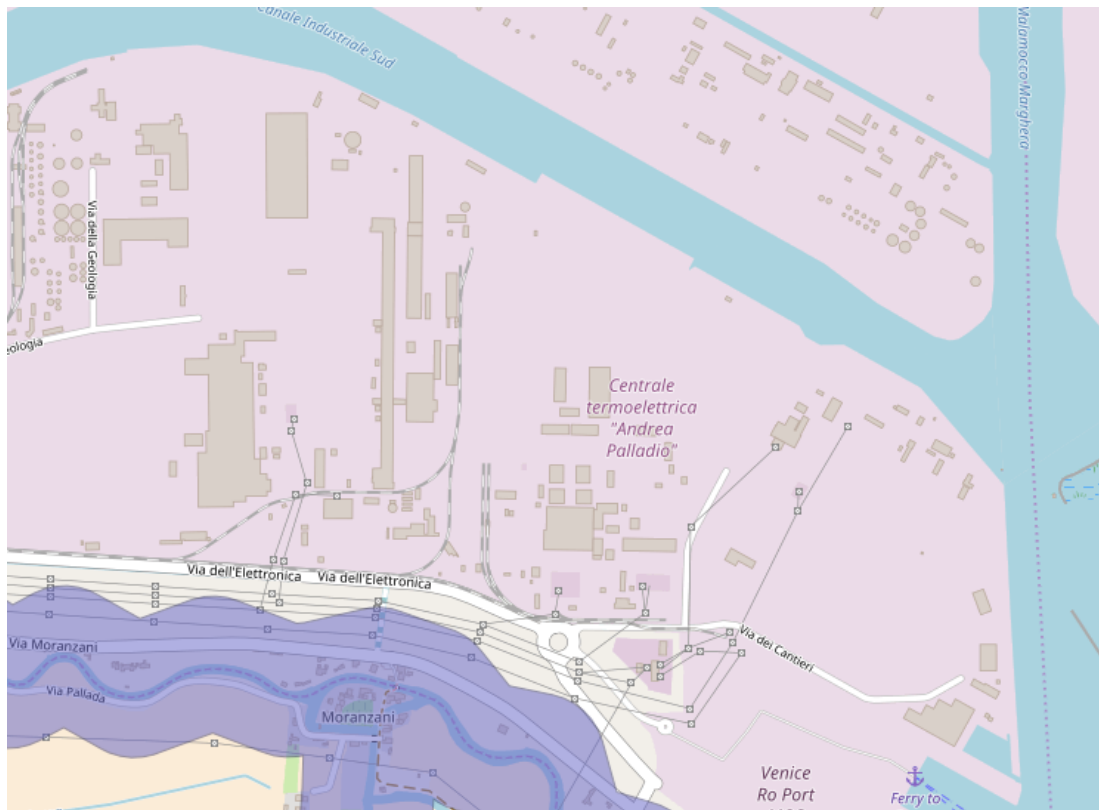 Canale Industriale Sud
Malamocco-Marghera
Via della Geologia
eologia
Centrale
termoelettrica
"Andrea
Palladio"
Via dell'Elettronica
Via dell'Elettronica
Via dei Cantieri
Via Moranzani
Via Pallada
Moranzani
Venice
Ro Port
Ferry to